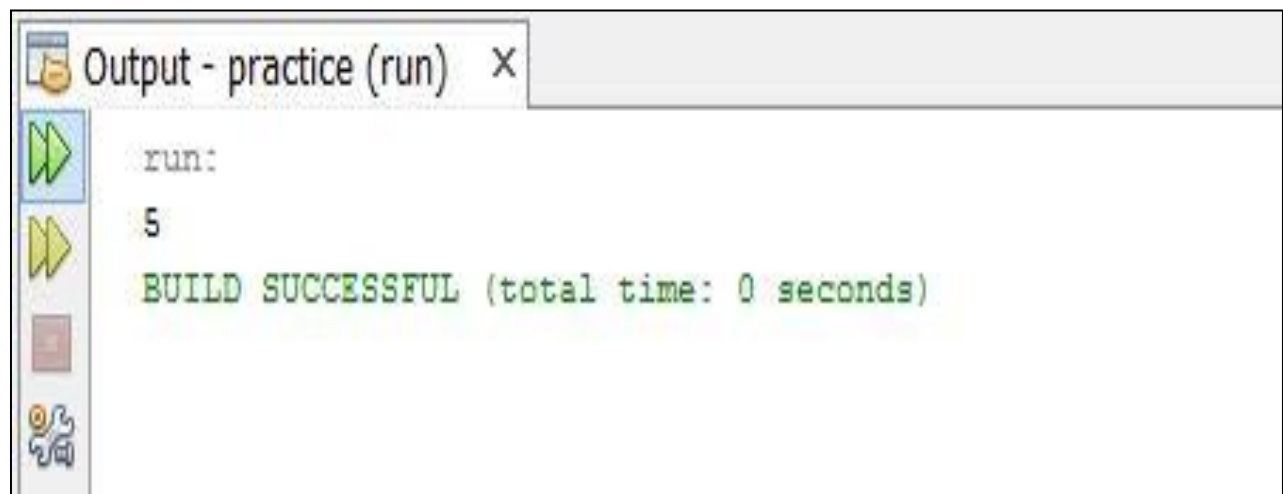 Output - practice (run) X
run:
5
BUILD SUCCESSFUL (total time: 0 seconds)